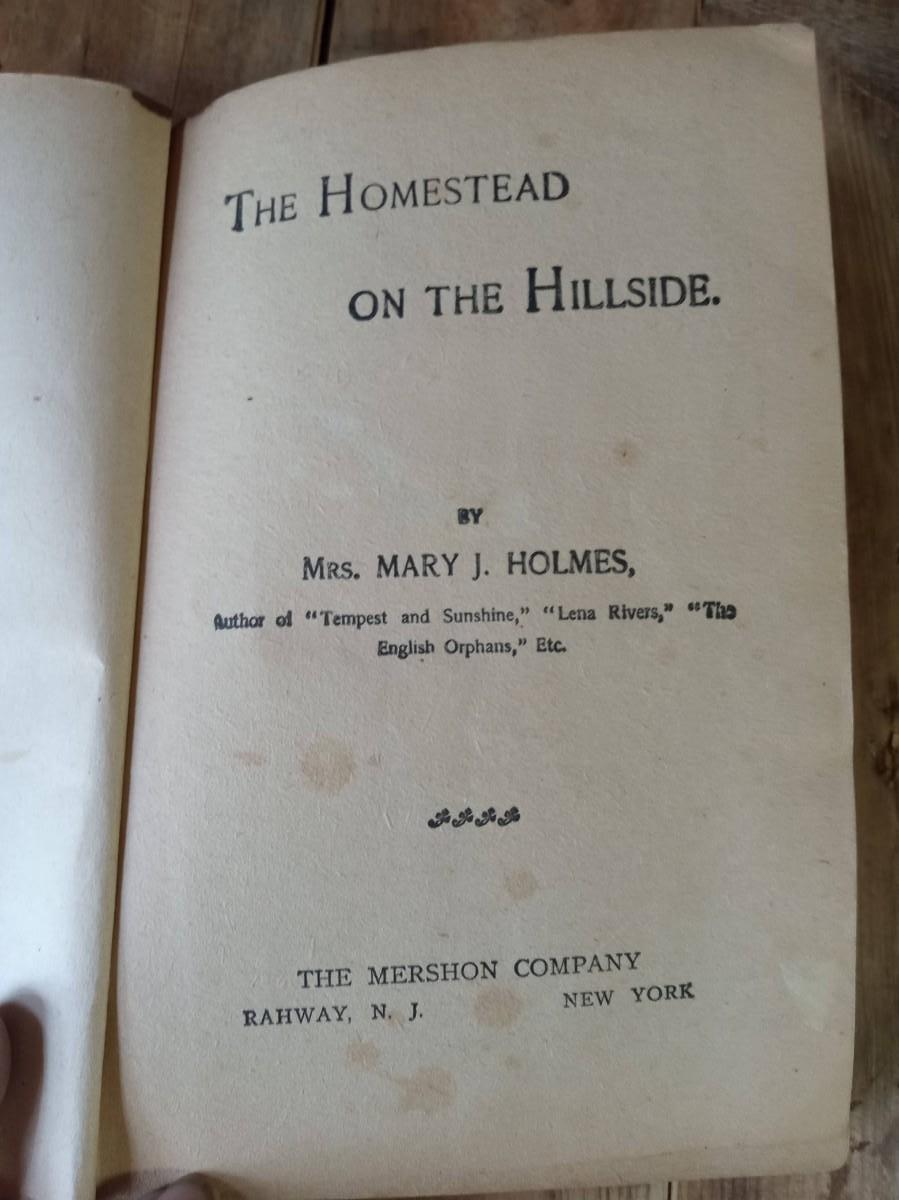 THE HOMESTEAD
ON THE HILLSIDE.
BY
MRS. MARY J. HOLMES,
Author of “Tempest and Sunshine,” “Lena Rivers,” “The
English Orphans,” Etc.
THE MERSHON COMPANY
RAHWAY, N. J. NEW YORK